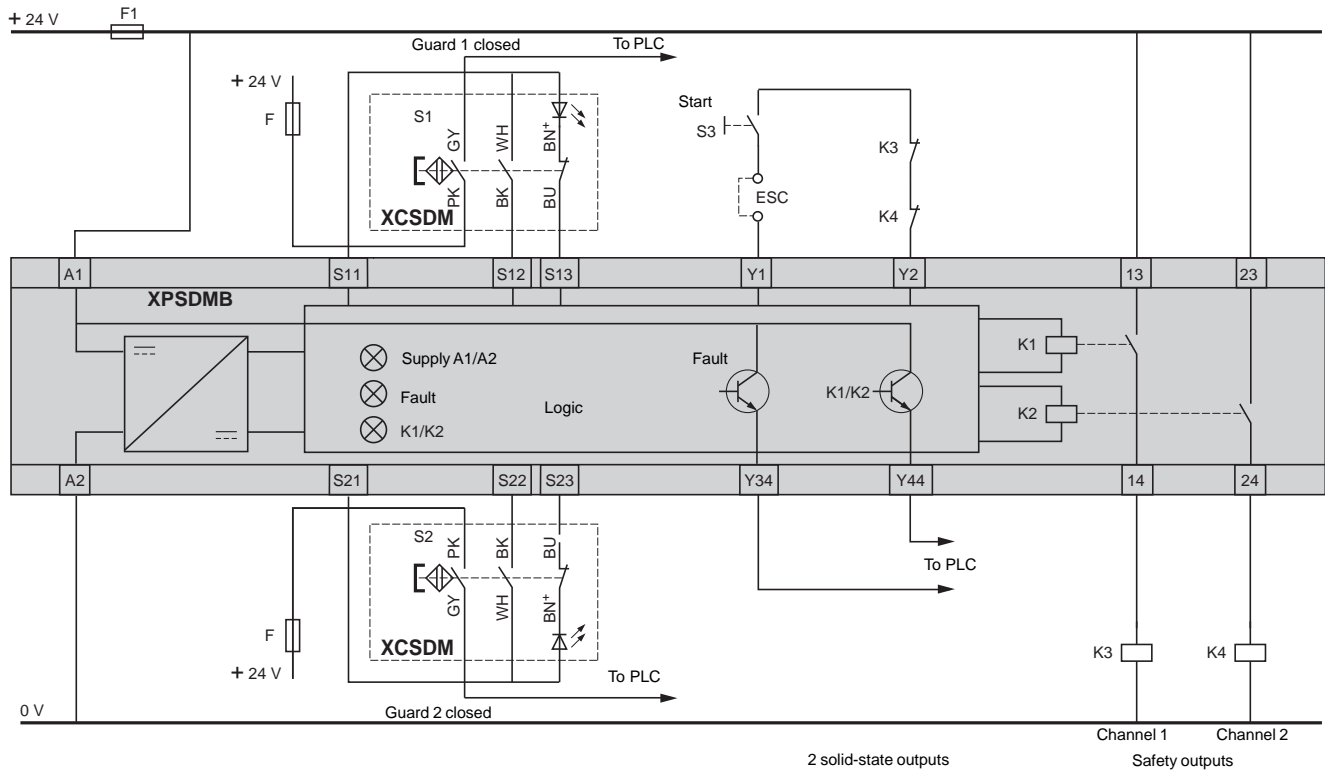 + 24 V
F1
Guard 1 closed
To PLC
+ 24 V
F
S1
GY
WH
BN+
PK
BK
BU
XCSDM
Start
S3
ESC
K3
K4
A1
S11
S12
S13
Y1
Y2
13
23
XPSDMB
Supply A1/A2
Fault
K1/K2
Logic
Fault
K1/K2
K1
K2
A2
S21
S22
S23
Y34
Y44
14
24
S2
PK
BK
BU
GY
WH
BN+
XCSDM
F
+ 24 V
To PLC
To PLC
K3
K4
0 V
Guard 2 closed
Channel 1
Channel 2
2 solid-state outputs
Safety outputs